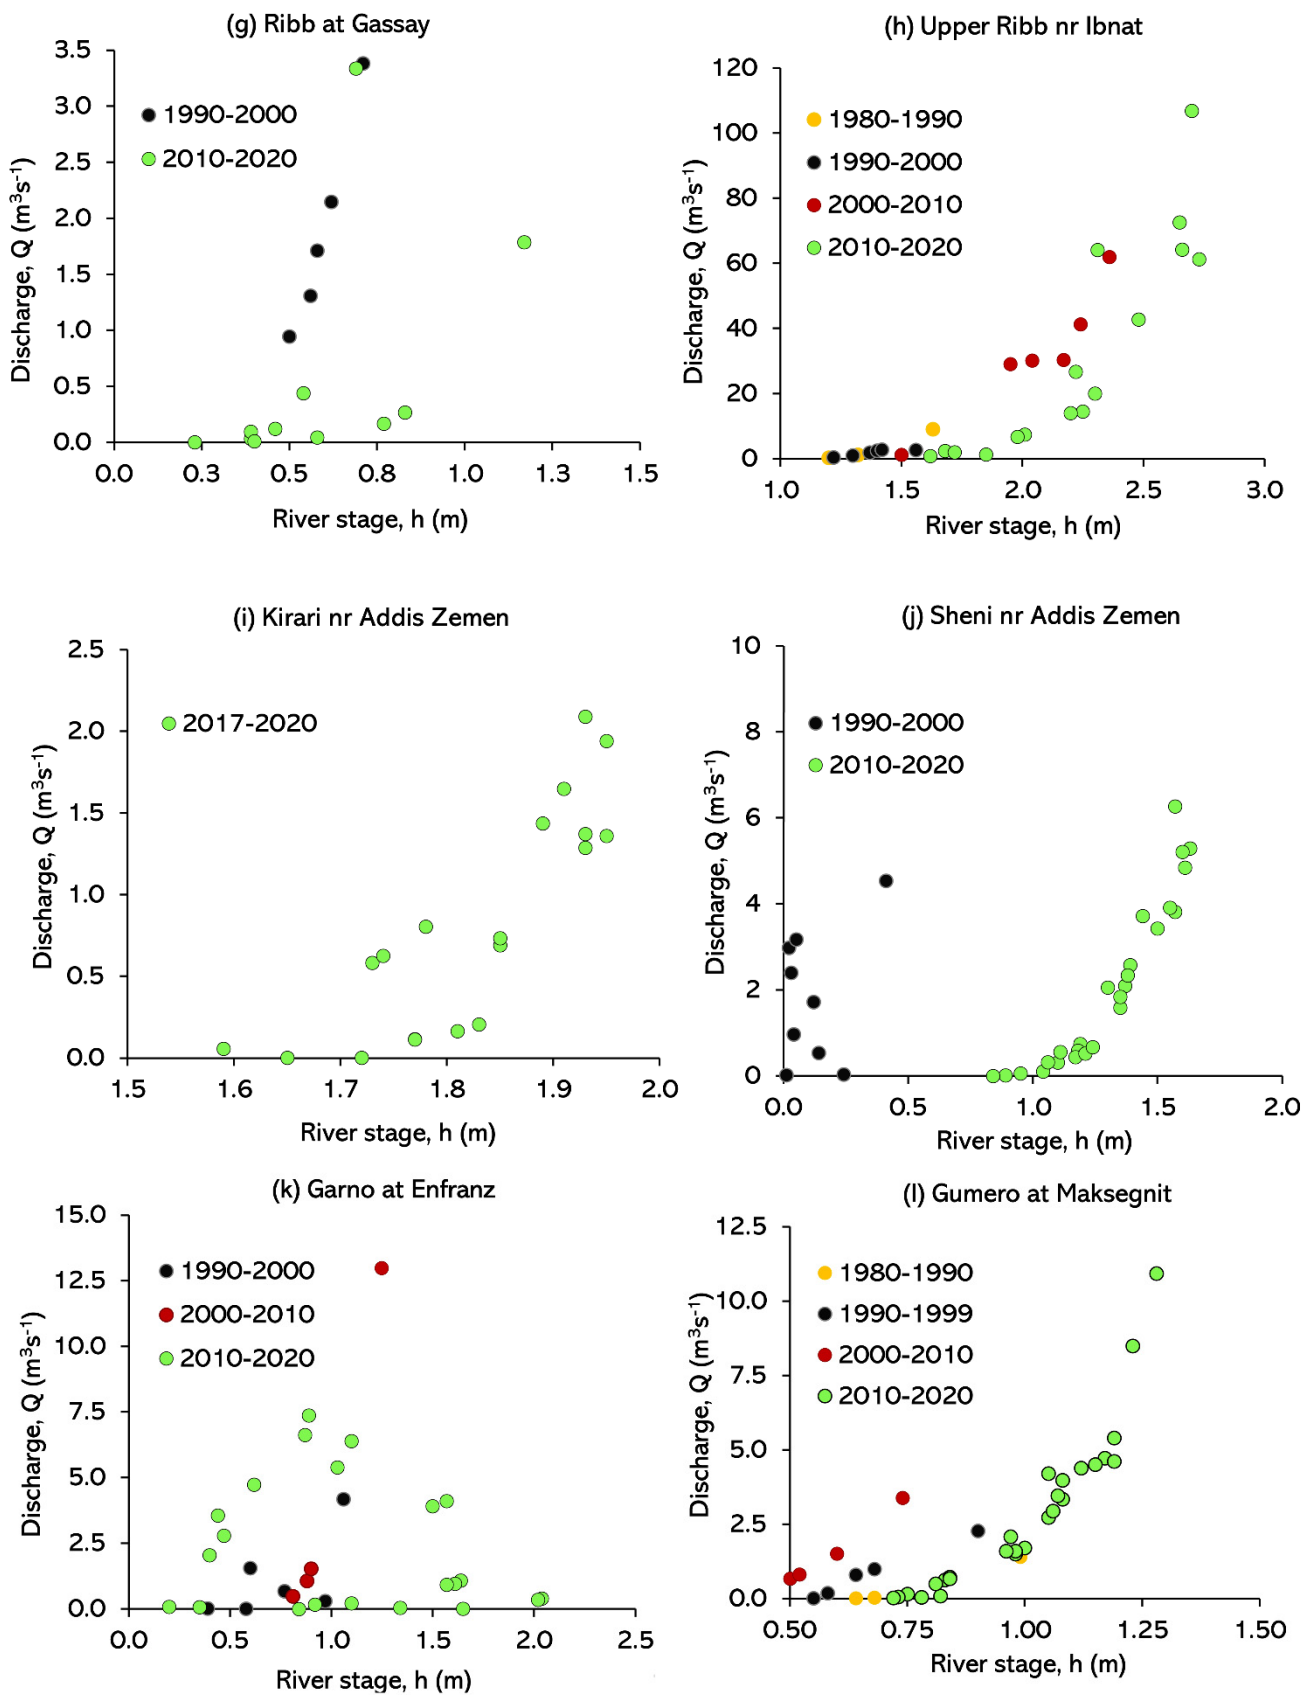 (g) Ribb at Gassay
3.5
3.0
2.5
2.0
1.5
1.0
0.5
0.0
Discharge, Q (m³s⁻¹)
1990-2000
2010-2020
0.0 0.3 0.5 0.8 1.0 1.3 1.5
River stage, h (m)
(h) Upper Ribb nr Ibnat
120
100
80
60
40
20
0
Discharge, Q (m³s⁻¹)
1980-1990
1990-2000
2000-2010
2010-2020
1.0 1.5 2.0 2.5 3.0
River stage, h (m)
(i) Kirari nr Addis Zemen
2.5
2.0
1.5
1.0
0.5
0.0
Discharge, Q (m³s⁻¹)
2017-2020
1.5 1.6 1.7 1.8 1.9 2.0
River stage, h (m)
(j) Sheni nr Addis Zemen
10
8
6
4
2
0
Discharge, Q (m³s⁻¹)
1990-2000
2010-2020
0.0 0.5 1.0 1.5 2.0
River stage, h (m)
(k) Garno at Enfranz
15.0
12.5
10.0
7.5
5.0
2.5
0.0
Discharge, Q (m³s⁻¹)
1990-2000
2000-2010
2010-2020
0.0 0.5 1.0 1.5 2.0 2.5
River stage, h (m)
(l) Gumero at Maksegnit
12.5
10.0
7.5
5.0
2.5
0.0
Discharge, Q (m³s⁻¹)
1980-1990
1990-1999
2000-2010
2010-2020
0.50 0.75 1.00 1.25 1.50
River stage, h (m)